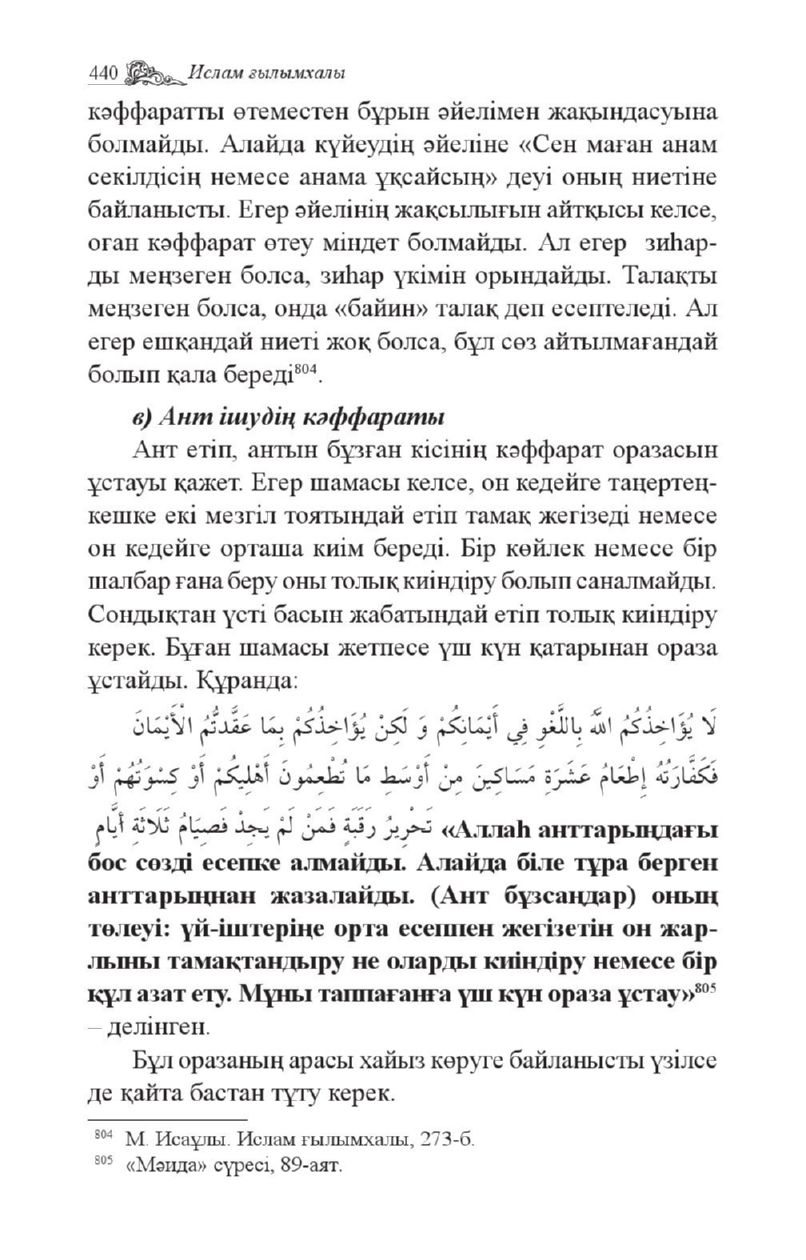 440 Ислам ғылымхалы
кәффаратты өтеместен бұрын әйелімен жақындасуына
болмайды. Алайда күйеудің әйеліне «Сен маған анам
секілдісің немесе анама ұқсайсың» деуі оның ниетіне
байланысты. Егер әйелінің жақсылығын айтқысы келсе,
оған кәффарат өтеу міндет болмайды. Ал егер зиһар-
ды меңзеген болса, зиһар үкімін орындайды. Талақты
меңзеген болса, онда «байин» талақ деп есептеледі. Ал
егер ешқандай ниеті жоқ болса, бұл сөз айтылмағандай
болып қала береді⁸⁰⁴.
в) Ант ішудің кәффараты
Ант етіп, антын бұзған кісінің кәффарат оразасын
ұстауы қажет. Егер шамасы келсе, он кедейге таңертең-
кешке екі мезгіл тоятындай етіп тамақ жегізеді немесе
он кедейге орташа киім береді. Бір көйлек немесе бір
шалбар ғана беру оны толық киіндіру болып саналмайды.
Сондықтан үсті басын жабатындай етіп толық киіндіру
керек. Бұған шамасы жетпесе үш күн қатарынан ораза
ұстайды. Құранда:
لَا يُؤَاخِذُكُمُ اللهُ بِاللَّغْوِ فِي أَيْمَانِكُمْ وَ لَكِنْ يُؤَاخِذُكُمْ بِمَا عَقَّدتُّمُ الْأَيْمَانَ
فَكَفَّارَتُهُ إِطْعَامُ عَشَرَةِ مَسَاكِينَ مِنْ أَوْسَطِ مَا تُطْعِمُونَ أَهْلِيكُمْ أَوْ كِسْوَتُهُمْ أَوْ
تَحْرِيرُ رَقَبَةٍ فَمَنْ لَمْ يَجِدْ فَصِيَامُ ثَلَاثَةِ أَيَّامٍ «Аллаһ анттарыңдағы
бос сөзді есепке алмайды. Алайда біле тұра берген
анттарыңнан жазалайды. (Ант бұзсаңдар) оның
төлеуі: үй-іштеріңе орта есеппен жегізетін он жар-
лыны тамақтандыру не оларды киіндіру немесе бір
құл азат ету. Мұны таппағанға үш күн ораза ұстау»⁸⁰⁵
– делінген.
Бұл оразаның арасы хайыз көруге байланысты үзілсе
де қайта бастан тұту керек.
⁸⁰⁴ М. Исаұлы. Ислам ғылымхалы, 273-б.
⁸⁰⁵ «Мәида» сүресі, 89-аят.